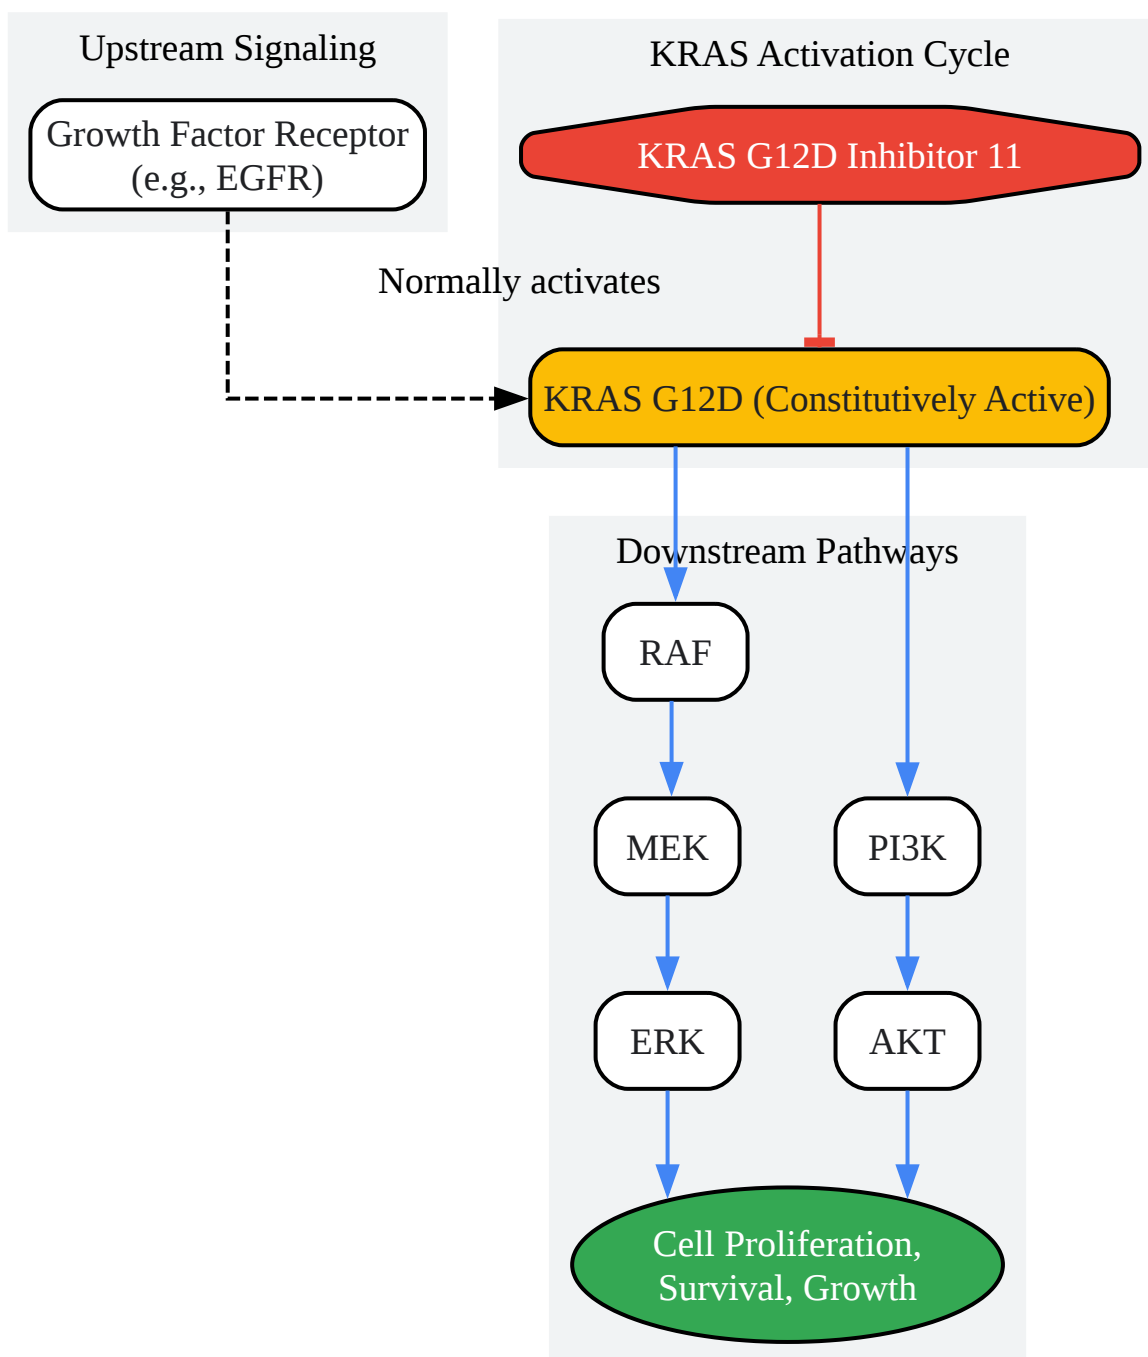 Upstream Signaling
Growth Factor Receptor
(e.g., EGFR)
KRAS Activation Cycle
KRAS G12D Inhibitor 11
Normally activates
KRAS G12D (Constitutively Active)
Downstream Pathways
RAF
MEK
PI3K
ERK
AKT
Cell Proliferation,
Survival, Growth